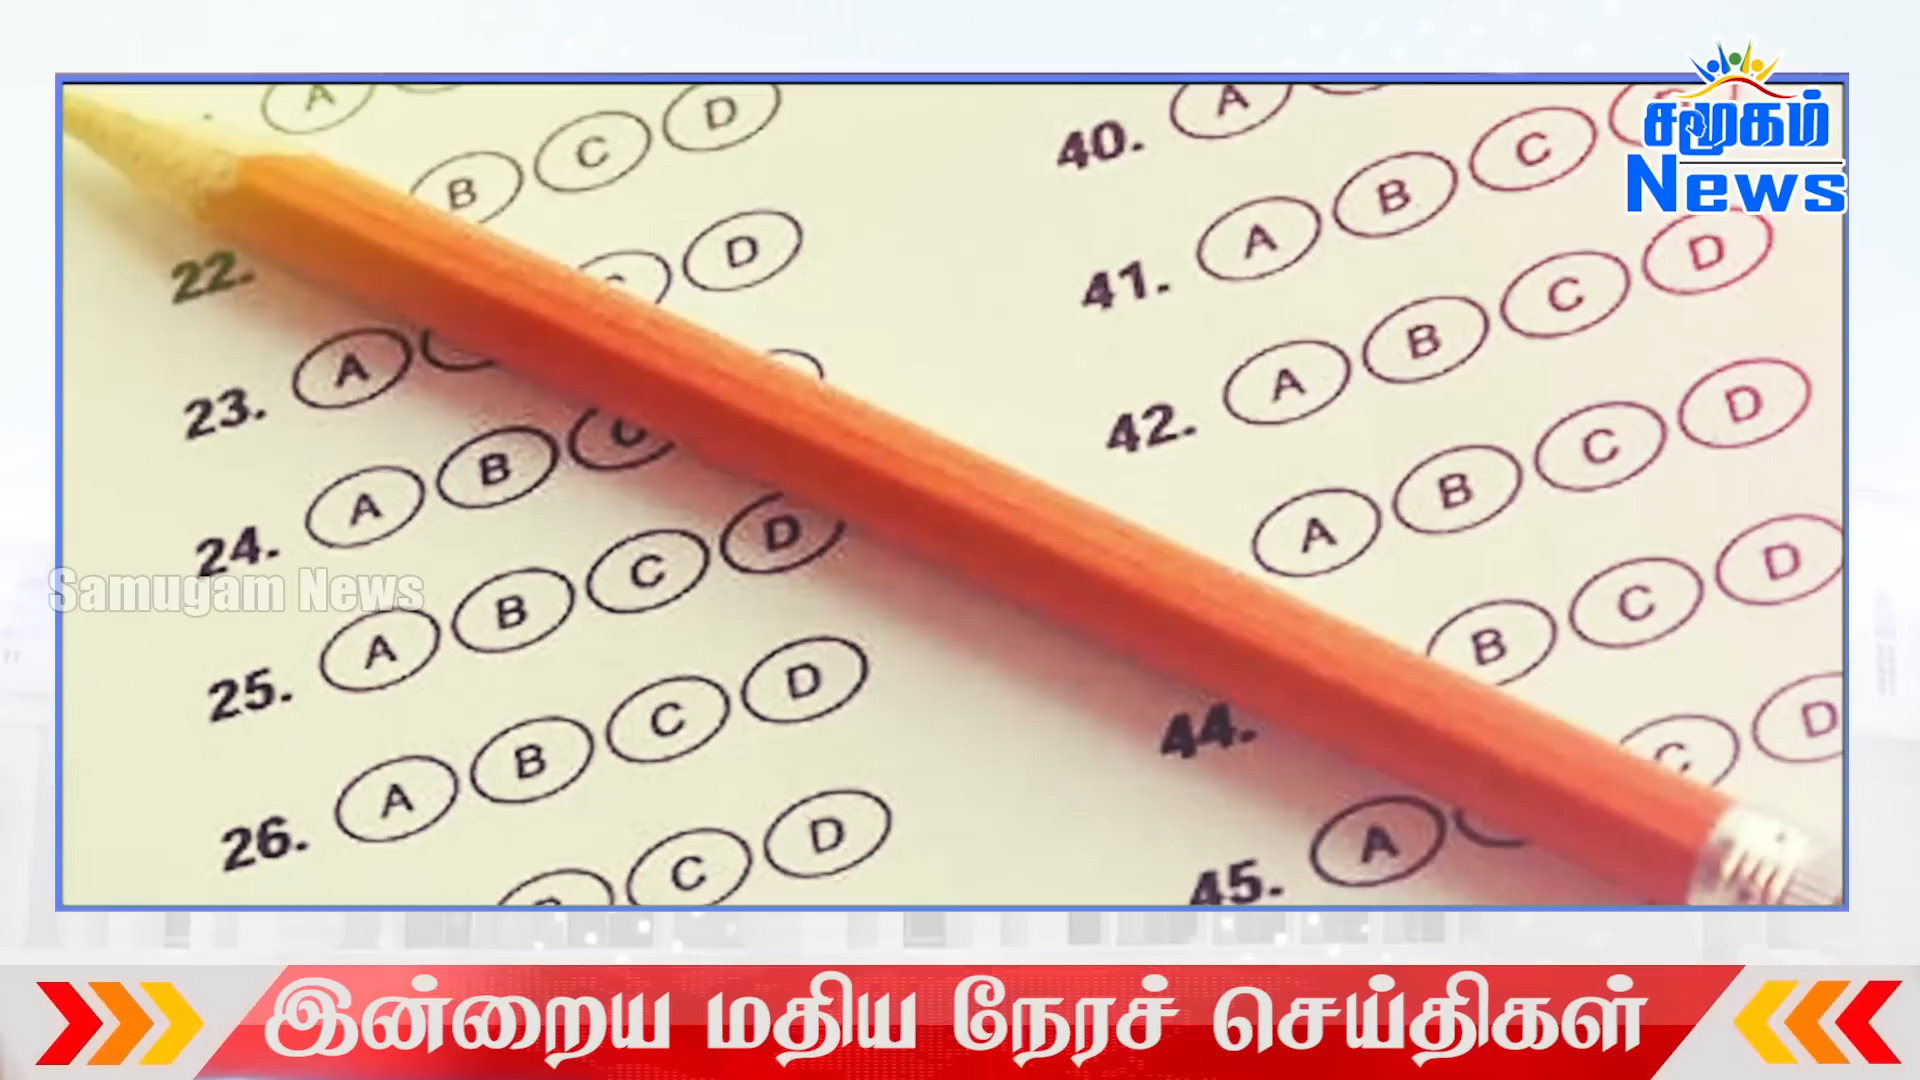 சமூகம்
News
A
B C D
22. D
23. A
24. A B C
25. A B C D
26. A B C D
C D
40. A
41. A B C
42. A B C D
A B C D
44. B C D
45. A C D
Samugam News
இன்றைய மதிய நேரச் செய்திகள்